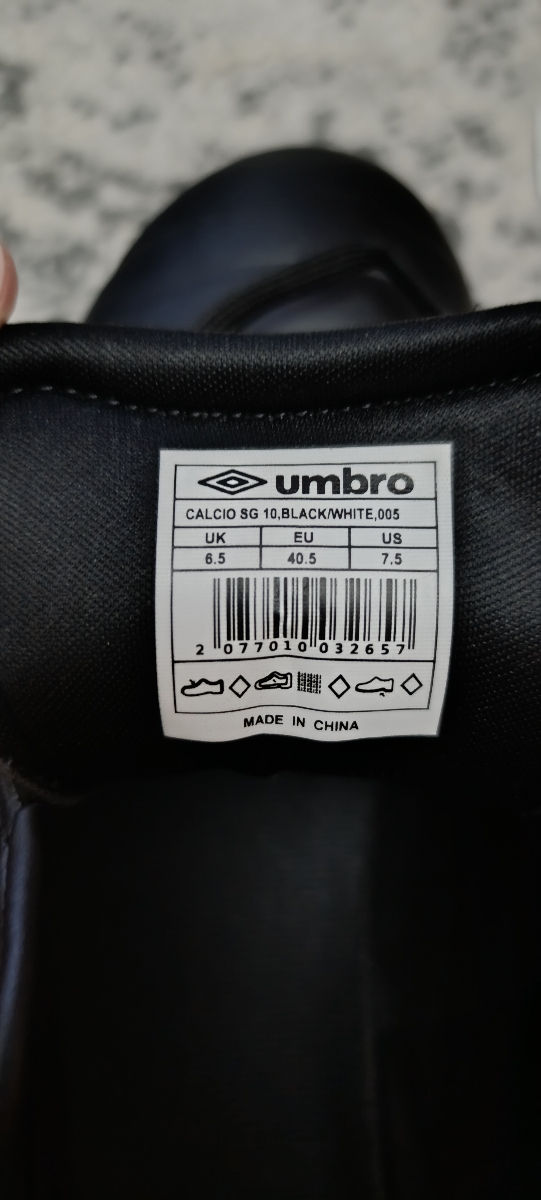 umbro
CALCIO SG 10,BLACK/WHITE,005
UK EU US
6.5 40.5 7.5
2 077010 032657
MADE IN CHINA